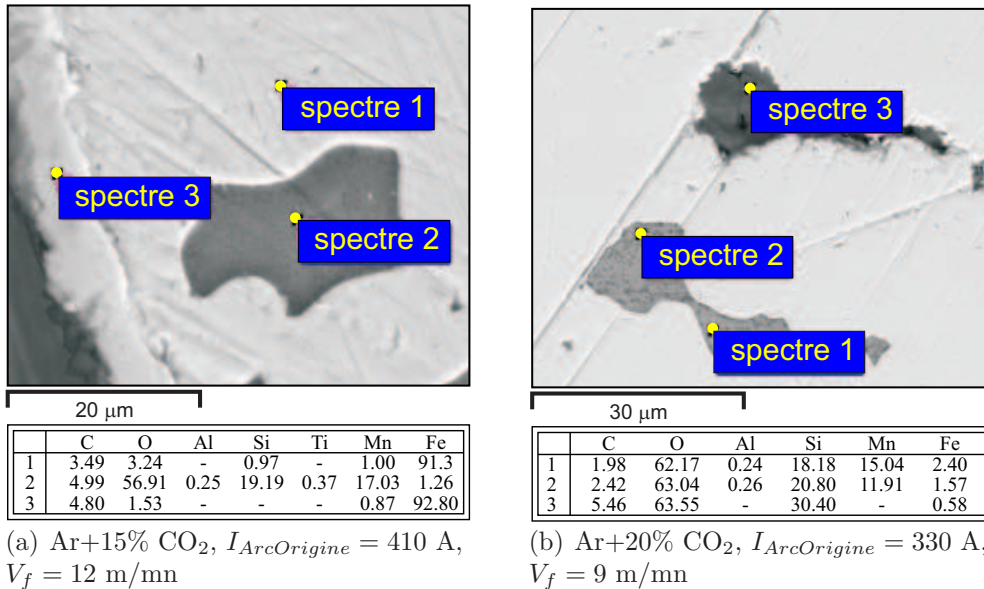 spectre 1
spectre 3
spectre 2
20 μm
C O Al Si Ti Mn Fe
1 3.49 3.24 - 0.97 - 1.00 91.3
2 4.99 56.91 0.25 19.19 0.37 17.03 1.26
3 4.80 1.53 - - - 0.87 92.80
(a) Ar+15% CO₂, I_ArcOrigine = 410 A,
V_f = 12 m/mn
spectre 3
spectre 2
spectre 1
30 μm
C O Al Si Mn Fe
1 1.98 62.17 0.24 18.18 15.04 2.40
2 2.42 63.04 0.26 20.80 11.91 1.57
3 5.46 63.55 - 30.40 - 0.58
(b) Ar+20% CO₂, I_ArcOrigine = 330 A,
V_f = 9 m/mn